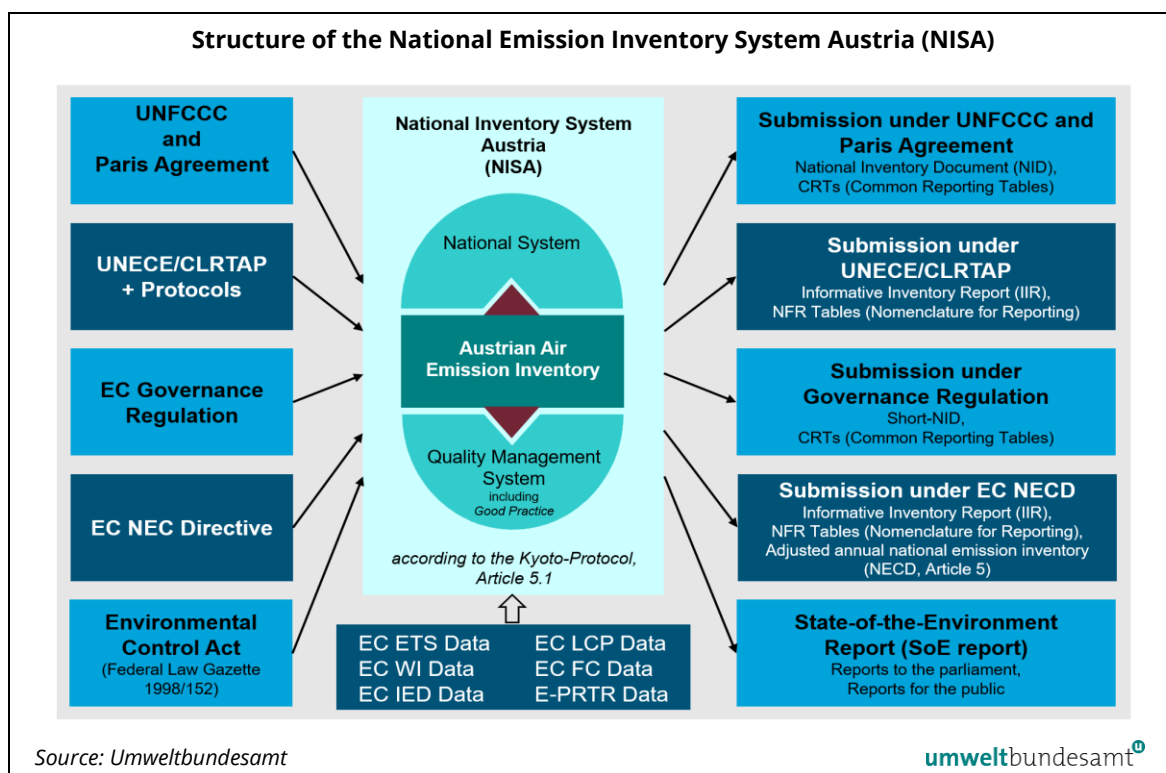 Structure of the National Emission Inventory System Austria (NISA)
UNFCCC
and
Paris Agreement
UNECE/CLRTAP
+ Protocols
EC Governance
Regulation
EC NEC Directive
Environmental
Control Act
(Federal Law Gazette
1998/152)
National Inventory System
Austria
(NISA)
National System
Austrian Air
Emission Inventory
Quality Management
System
including
Good Practice
according to the Kyoto-Protocol,
Article 5.1
EC ETS Data
EC WI Data
EC IED Data
EC LCP Data
EC FC Data
E-PRTR Data
Submission under UNFCCC and
Paris Agreement
National Inventory Document (NID),
CRTs (Common Reporting Tables)
Submission under
UNECE/CLRTAP
Informative Inventory Report (IIR),
NFR Tables (Nomenclature for Reporting)
Submission under
Governance Regulation
Short-NID,
CRTs (Common Reporting Tables)
Submission under EC NECD
Informative Inventory Report (IIR),
NFR Tables (Nomenclature for Reporting),
Adjusted annual national emission inventory
(NECD, Article 5)
State-of-the-Environment
Report (SoE report)
Reports to the parliament,
Reports for the public
Source: Umweltbundesamt
umweltbundesamt u